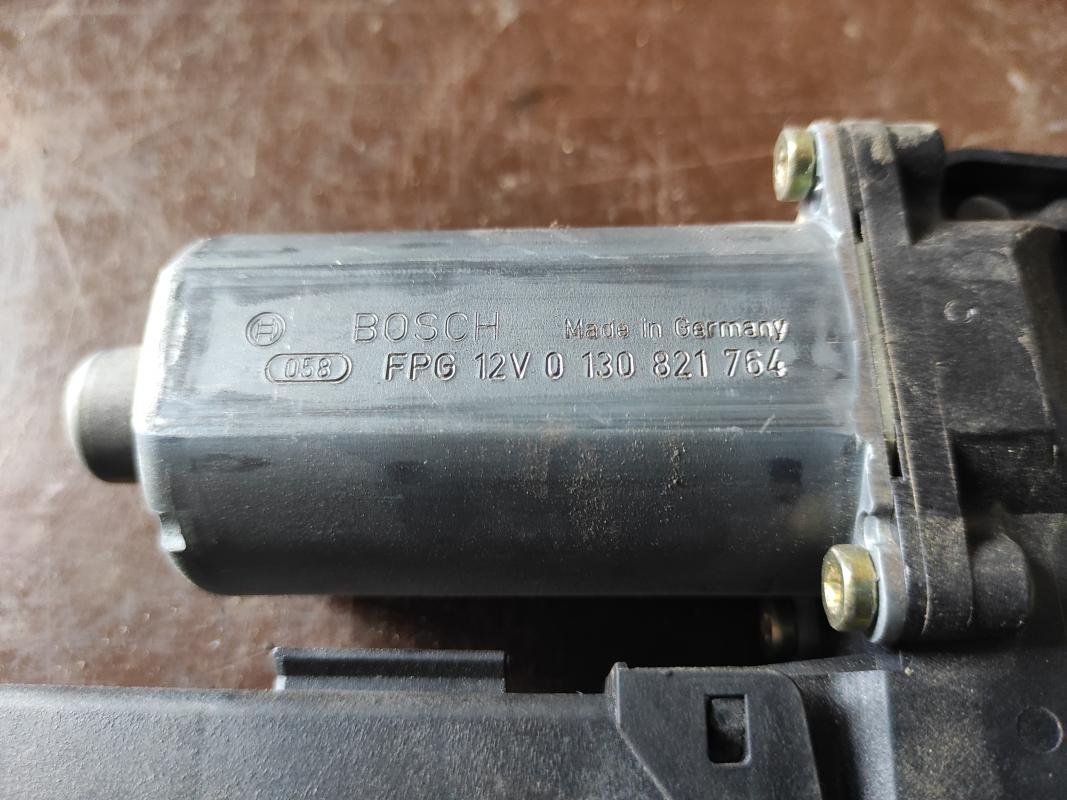 BOSCH Made in Germany
058 FPG 12V 0 130 821 764